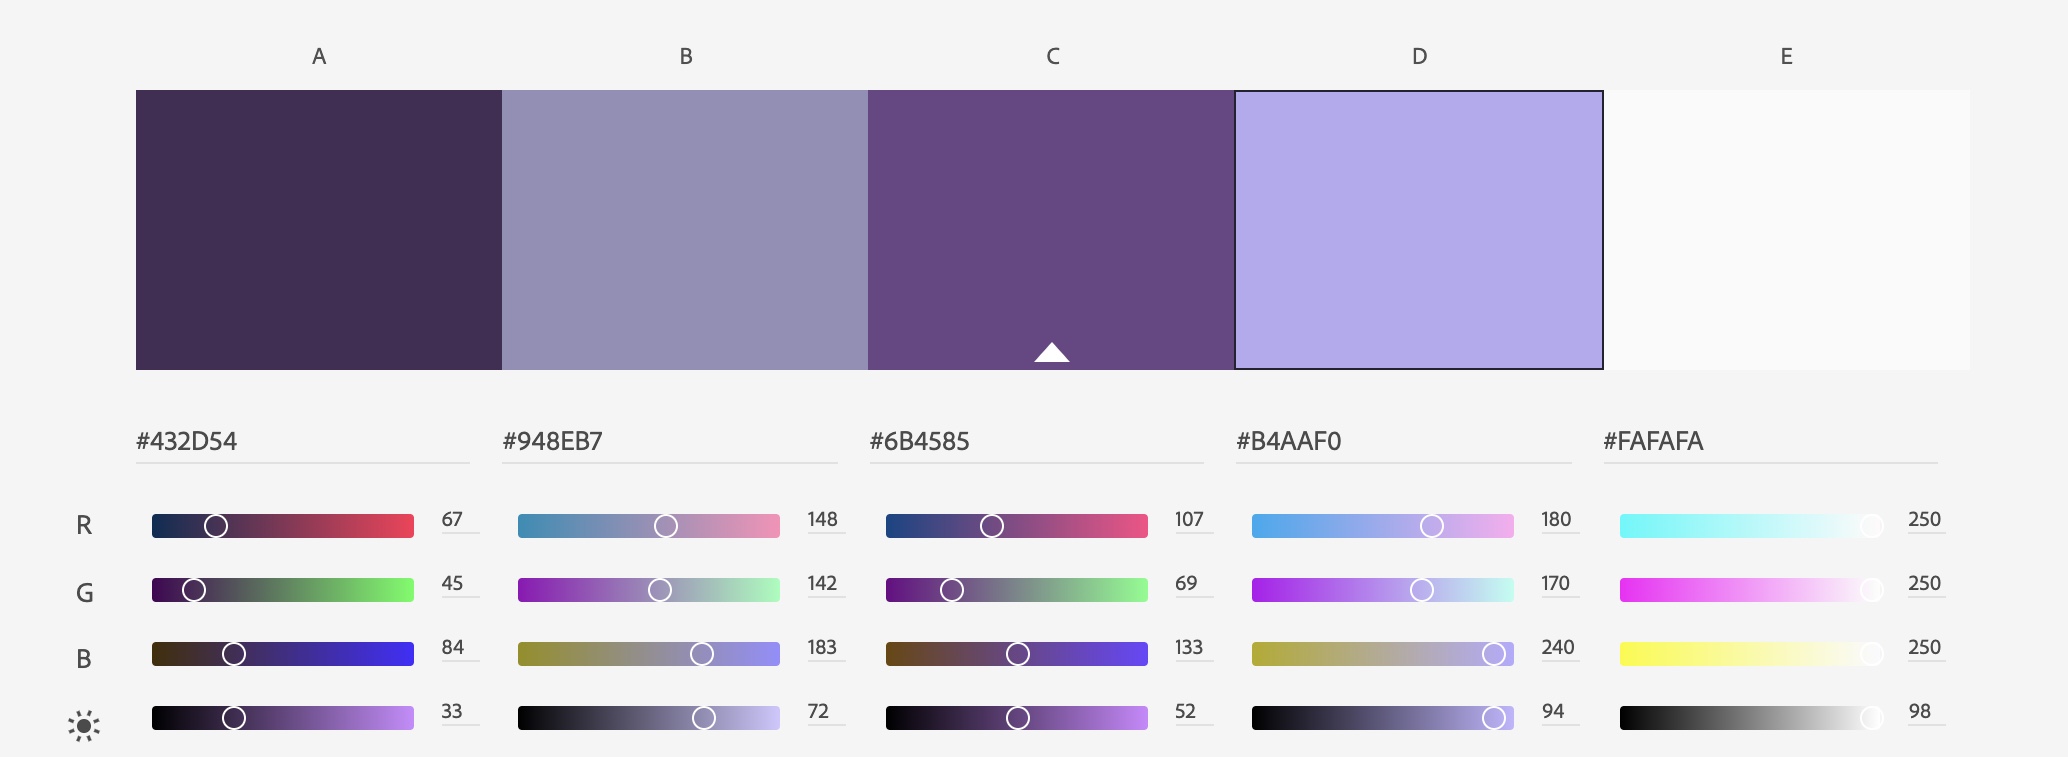 A B C D E
#432D54 #948EB7 #6B4585 #B4AAF0 #FAFAFA
R 67 148 107 180 250
G 45 142 69 170 250
B 84 183 133 240 250
33 72 52 94 98